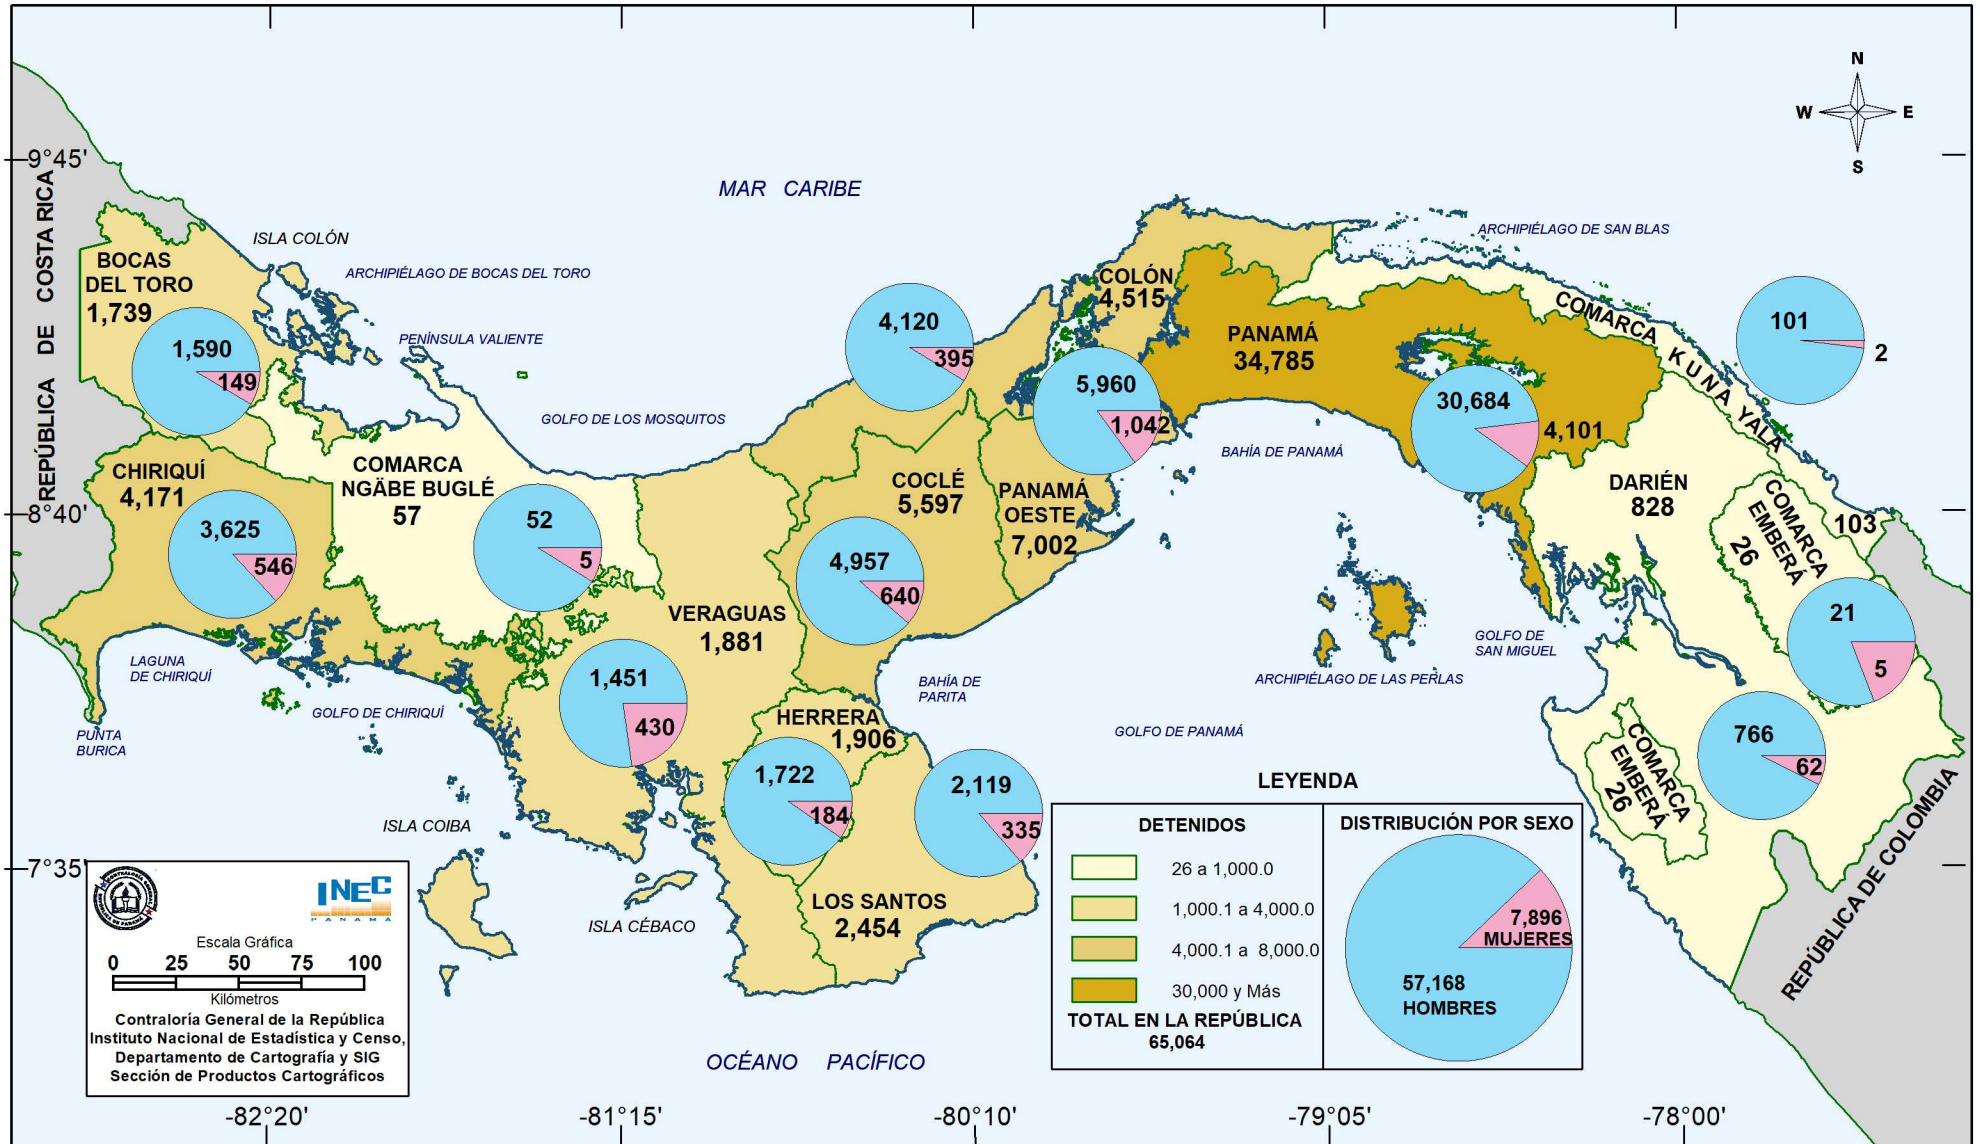 N
W
E
S
9°45'
8°40'
7°35'
-82°20'
-81°15'
-80°10'
-79°05'
-78°00'
REPÚBLICA DE COSTA RICA
MAR CARIBE
ISLA COLÓN
ARCHIPIÉLAGO DE BOCAS DEL TORO
ARCHIPIÉLAGO DE SAN BLAS
BOCAS
DEL TORO
1,739
1,590
149
PENÍNSULA VALIENTE
GOLFO DE LOS MOSQUITOS
COLÓN
4,515
4,120
395
PANAMÁ
34,785
30,684
4,101
COMARCA KUNA YALA
103
101
2
CHIRIQUÍ
4,171
3,625
546
COMARCA
NGÄBE BUGLÉ
57
52
5
VERAGUAS
1,881
1,451
430
COCLÉ
5,597
4,957
640
PANAMÁ
OESTE
7,002
5,960
1,042
BAHÍA DE PANAMÁ
DARIÉN
828
766
62
COMARCA
EMBERÁ
26
21
5
COMARCA
EMBERÁ
26
LAGUNA
DE CHIRIQUÍ
GOLFO DE CHIRIQUÍ
PUNTA
BURICA
BAHÍA DE
PARITA
GOLFO DE
SAN MIGUEL
ARCHIPIÉLAGO DE LAS PERLAS
GOLFO DE PANAMÁ
HERRERA
1,906
1,722
184
LOS SANTOS
2,454
2,119
335
ISLA COIBA
ISLA CÉBACO
OCÉANO PACÍFICO
REPÚBLICA DE COLOMBIA
LEYENDA
DETENIDOS
26 a 1,000.0
1,000.1 a 4,000.0
4,000.1 a 8,000.0
30,000 y Más
TOTAL EN LA REPÚBLICA
65,064
DISTRIBUCIÓN POR SEXO
7,896
MUJERES
57,168
HOMBRES
INEC
PANAMA
Escala Gráfica
0 25 50 75 100
Kilómetros
Contraloría General de la República
Instituto Nacional de Estadística y Censo,
Departamento de Cartografía y SIG
Sección de Productos Cartográficos